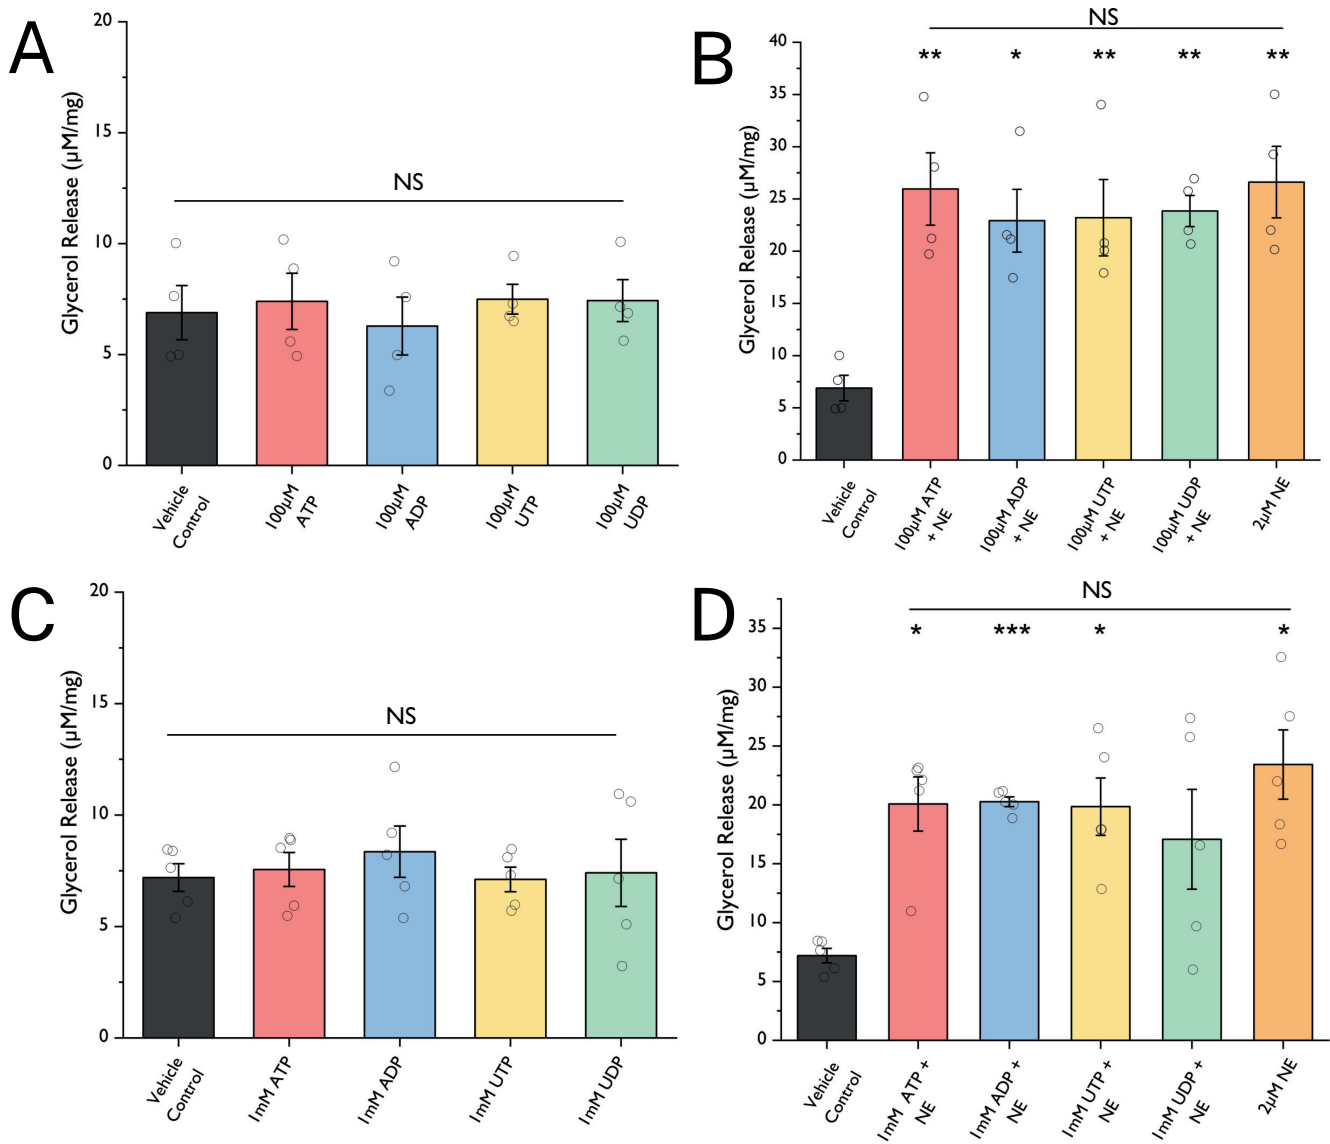 A
20
15
10
5
0
Glycerol Release (µM/mg)
NS
Vehicle
Control
100µM
ATP
100µM
ADP
100µM
UTP
100µM
UDP
B
40
35
30
25
20
15
10
5
0
Glycerol Release (µM/mg)
NS
**
*
**
**
**
Vehicle
Control
100µM ATP
+ NE
100µM ADP
+ NE
100µM UTP
+ NE
100µM UDP
+ NE
2µM NE
C
20
15
10
5
0
Glycerol Release (µM/mg)
NS
Vehicle
Control
1mM ATP
1mM ADP
1mM UTP
1mM UDP
D
35
30
25
20
15
10
5
0
Glycerol Release (µM/mg)
NS
*
***
*
*
Vehicle
Control
1mM ATP +
NE
1mM ADP +
NE
1mM UTP +
NE
1mM UDP +
NE
2µM NE